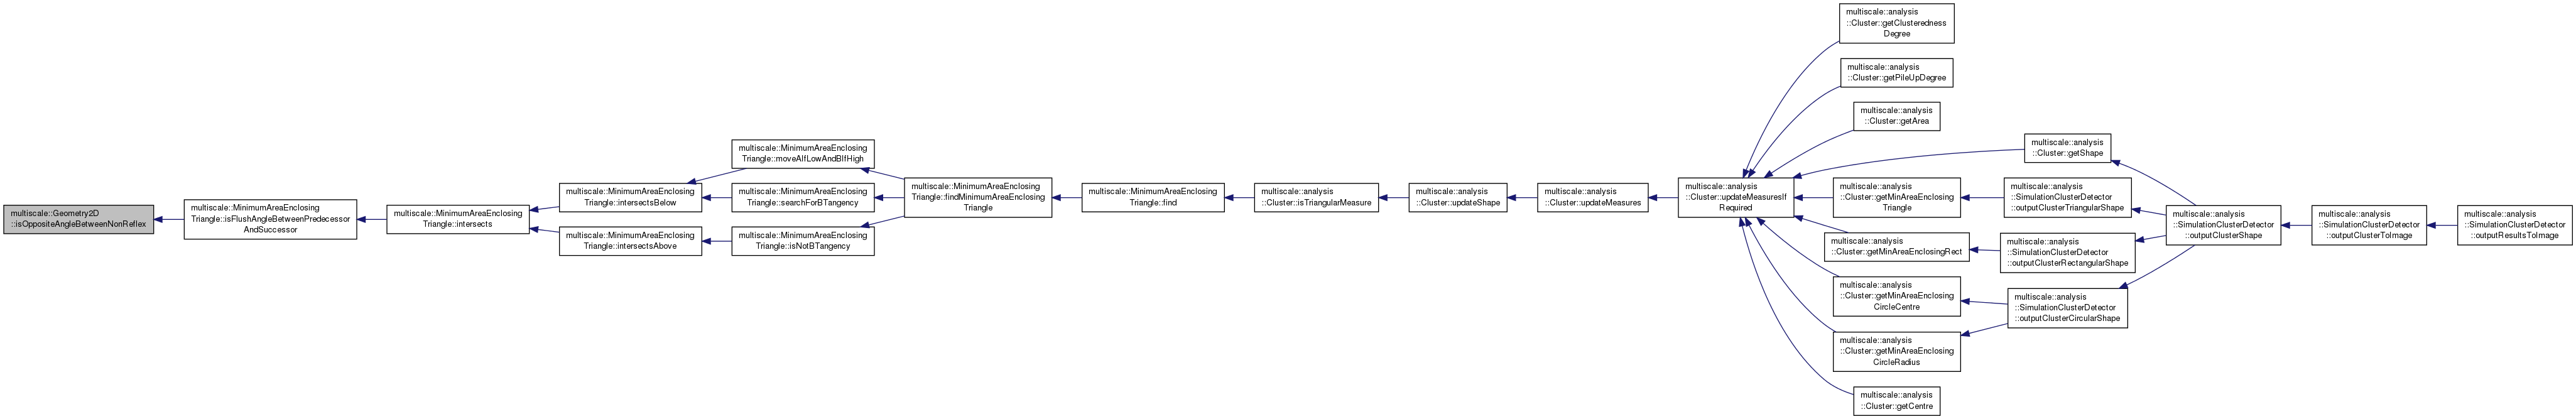 multiscale::Geometry2D
::isOppositeAngleBetweenNonReflex
multiscale::MinimumAreaEnclosing
Triangle::isFlushAngleBetweenPredecessor
AndSuccessor
multiscale::MinimumAreaEnclosing
Triangle::intersects
multiscale::MinimumAreaEnclosing
Triangle::intersectsBelow
multiscale::MinimumAreaEnclosing
Triangle::intersectsAbove
multiscale::MinimumAreaEnclosing
Triangle::moveAIfLowAndBIfHigh
multiscale::MinimumAreaEnclosing
Triangle::searchForBTangency
multiscale::MinimumAreaEnclosing
Triangle::isNotBTangency
multiscale::MinimumAreaEnclosing
Triangle::findMinimumAreaEnclosing
Triangle
multiscale::MinimumAreaEnclosing
Triangle::find
multiscale::analysis
::Cluster::isTriangularMeasure
multiscale::analysis
::Cluster::updateShape
multiscale::analysis
::Cluster::updateMeasures
multiscale::analysis
::Cluster::updateMeasuresIf
Required
multiscale::analysis
::Cluster::getClusteredness
Degree
multiscale::analysis
::Cluster::getPileUpDegree
multiscale::analysis
::Cluster::getArea
multiscale::analysis
::Cluster::getShape
multiscale::analysis
::Cluster::getMinAreaEnclosing
Triangle
multiscale::analysis
::Cluster::getMinAreaEnclosingRect
multiscale::analysis
::Cluster::getMinAreaEnclosing
CircleCentre
multiscale::analysis
::Cluster::getMinAreaEnclosing
CircleRadius
multiscale::analysis
::Cluster::getCentre
multiscale::analysis
::SimulationClusterDetector
::outputClusterTriangularShape
multiscale::analysis
::SimulationClusterDetector
::outputClusterRectangularShape
multiscale::analysis
::SimulationClusterDetector
::outputClusterCircularShape
multiscale::analysis
::SimulationClusterDetector
::outputClusterShape
multiscale::analysis
::SimulationClusterDetector
::outputClusterToImage
multiscale::analysis
::SimulationClusterDetector
::outputResultsToImage